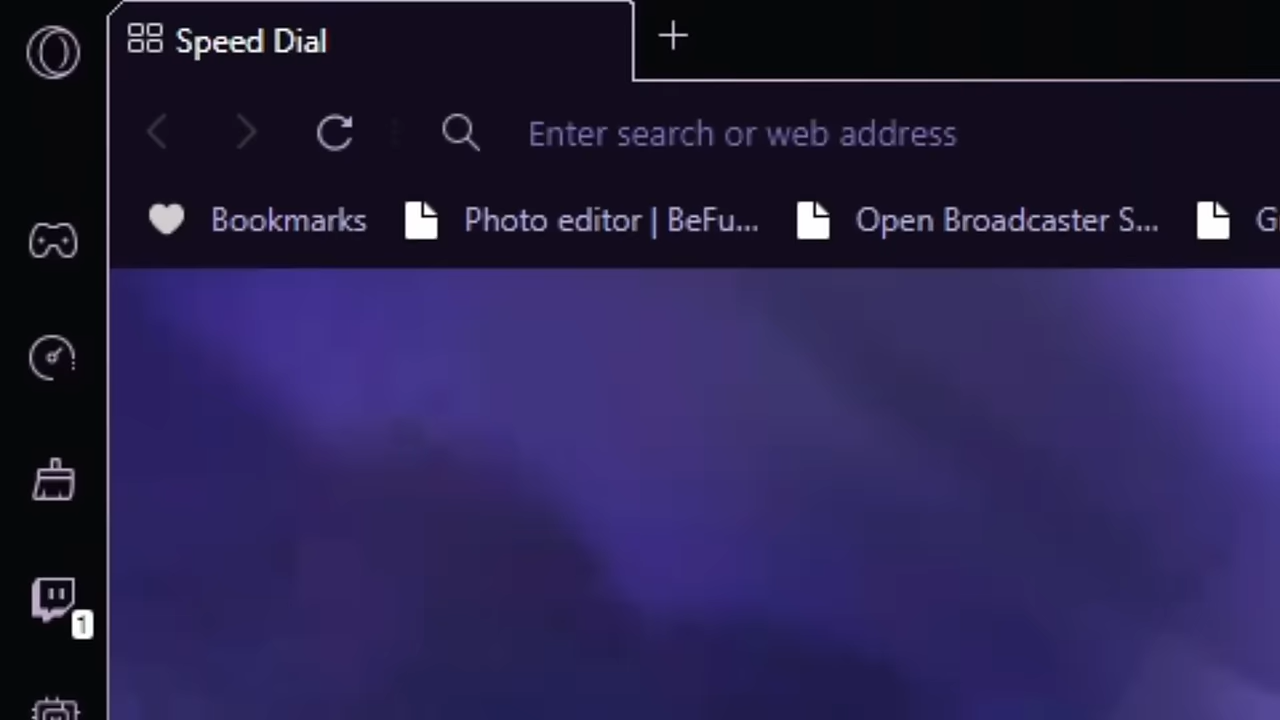 Speed Dial
Enter search or web address
Bookmarks Photo editor | BeFu... Open Broadcaster S... G
1